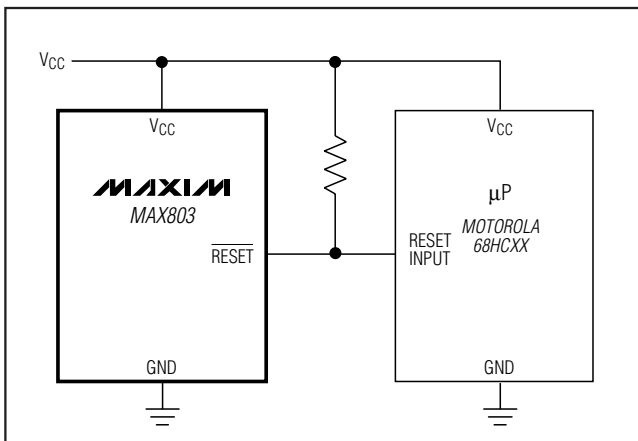 VCC
VCC
MAXIM
MAX803
RESET
GND
VCC
µP
MOTOROLA
68HCXX
RESET
INPUT
GND